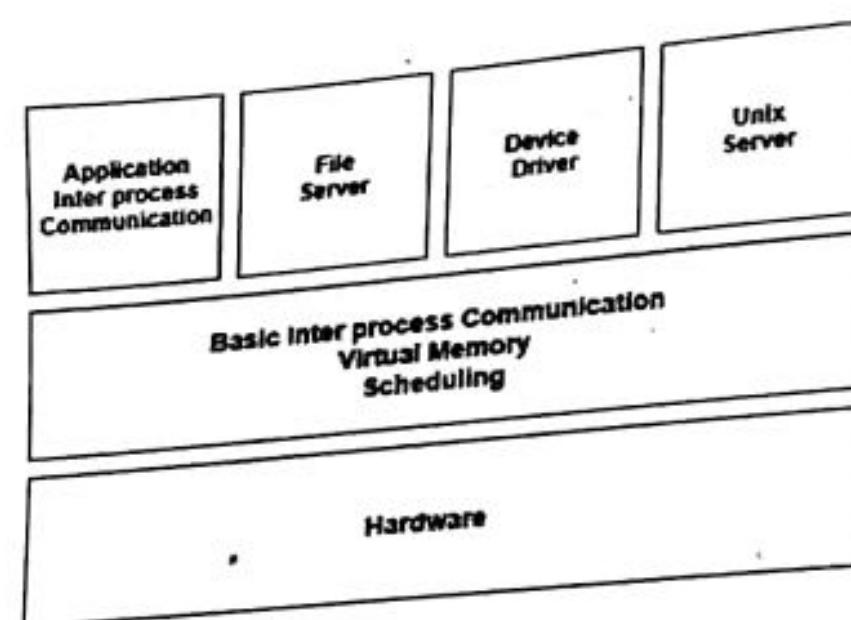 Application
Inter process
Communication
File
Server
Device
Driver
Unix
Server
Basic Inter process Communication
Virtual Memory
Scheduling
Hardware